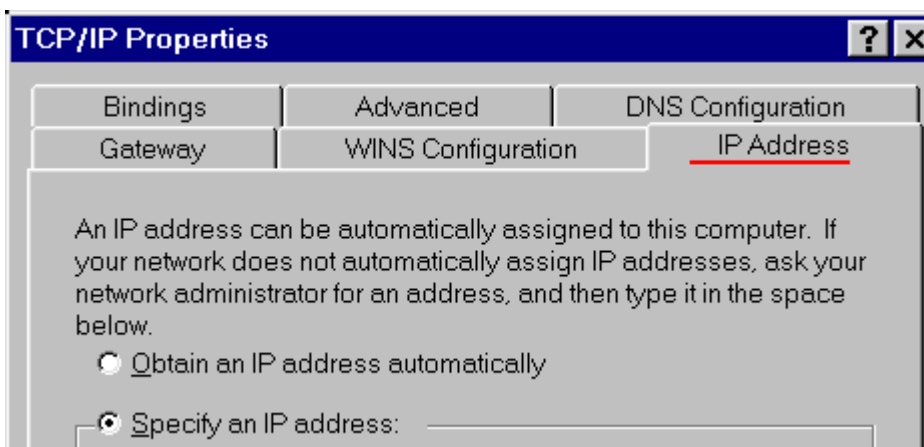 TCP/IP Properties
? ×
Bindings Advanced DNS Configuration
Gateway WINS Configuration IP Address
An IP address can be automatically assigned to this computer. If
your network does not automatically assign IP addresses, ask your
network administrator for an address, and then type it in the space
below.
Obtain an IP address automatically
Specify an IP address: